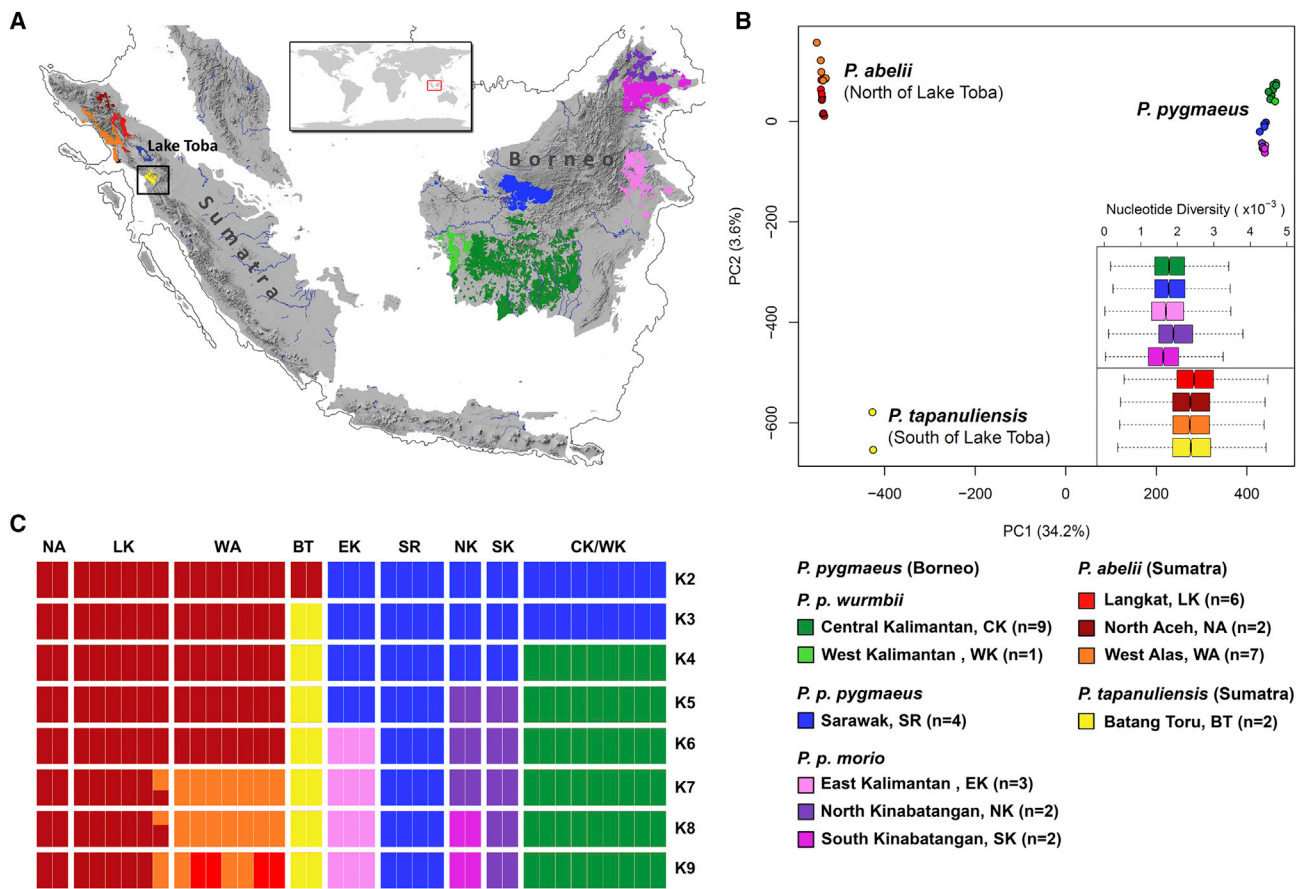 A
Lake Toba
Sumatra
Borneo
B
P. abelii
(North of Lake Toba)
P. pygmaeus
P. tapanuliensis
(South of Lake Toba)
Nucleotide Diversity ( x10⁻³ )
0 1 2 3 4 5
PC2 (3.6%)
0
−200
−400
−600
−400 −200 0 200 400
PC1 (34.2%)
C
NA LK WA BT EK SR NK SK CK/WK
K2
K3
K4
K5
K6
K7
K8
K9
P. pygmaeus (Borneo)
P. p. wurmbii
Central Kalimantan, CK (n=9)
West Kalimantan , WK (n=1)
P. p. pygmaeus
Sarawak, SR (n=4)
P. p. morio
East Kalimantan , EK (n=3)
North Kinabatangan, NK (n=2)
South Kinabatangan, SK (n=2)
P. abelii (Sumatra)
Langkat, LK (n=6)
North Aceh, NA (n=2)
West Alas, WA (n=7)
P. tapanuliensis (Sumatra)
Batang Toru, BT (n=2)